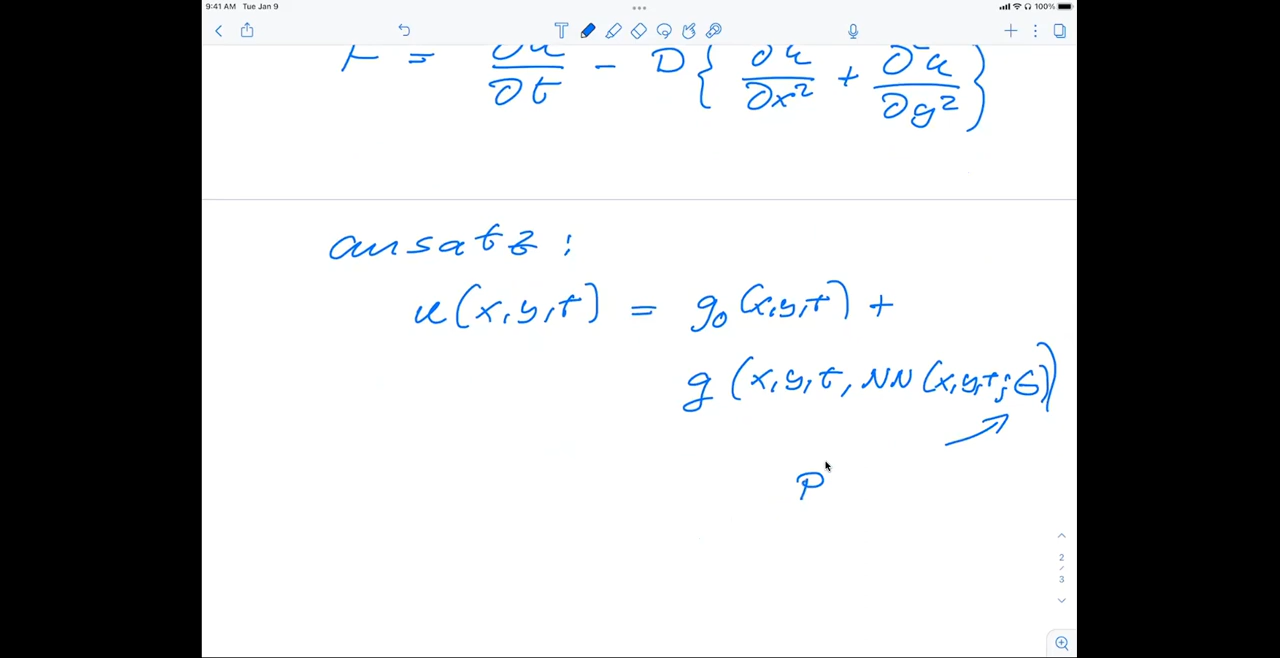 9:41 AM Tue Jan 9
100%
F = ∂u/∂t - D { ∂²u/∂x² + ∂²u/∂y² }
ansatz :
u(x,y,t) = g₀(x,y,t) +
g(x,y,t, NN(x,y,t;Θ))
P
2
/
3